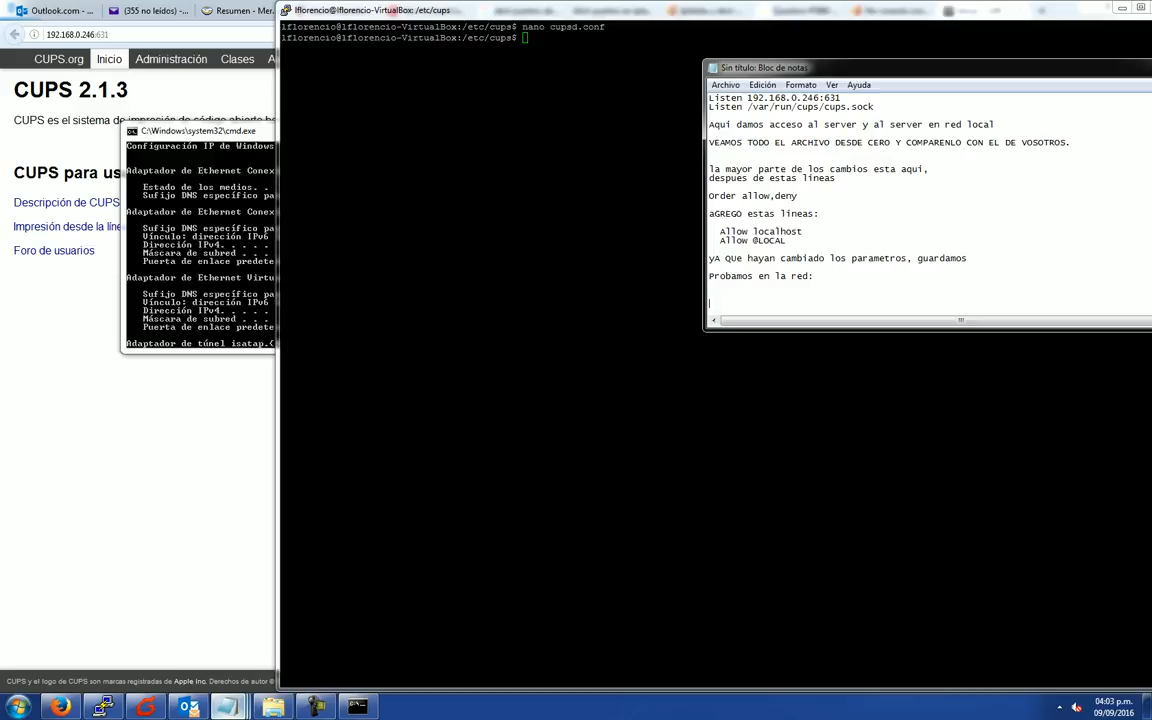 Outlook.com - ...
(355 no leídos) -...
Resumen - Mer
192.168.0.246:631
CUPS.org
Inicio
Administración
Clases
CUPS 2.1.3
CUPS es el sistema de impresión de código abierto
CUPS para us
Descripción de CUPS
Impresión desde la líne
Foro de usuarios
CUPS y el logo de CUPS son marcas registradas de Apple Inc. Derechos de autor ©
C:\Windows\system32\cmd.exe
Configuración IP de Windows
Adaptador de Ethernet Conex
Estado de los medios. .
Sufijo DNS específico pa
Adaptador de Ethernet Conex
Sufijo DNS específico pa
Vínculo: dirección IPv6
Dirección IPv4. . . . .
Máscara de subred . . .
Puerta de enlace predete
Adaptador de Ethernet Virtu
Sufijo DNS específico pa
Vínculo: dirección IPv6
Dirección IPv4. . . . .
Máscara de subred . . .
Puerta de enlace predete
Adaptador de túnel isatap.{
lflorencio@lflorencio-VirtualBox: /etc/cups
lflorencio@lflorencio-VirtualBox:/etc/cups$ nano cupsd.conf
lflorencio@lflorencio-VirtualBox:/etc/cups$
Sin título: Bloc de notas
Archivo Edición Formato Ver Ayuda
Listen 192.168.0.246:631
Listen /var/run/cups/cups.sock
Aqui damos acceso al server y al server en red local
VEAMOS TODO EL ARCHIVO DESDE CERO Y COMPARENLO CON EL DE VOSOTROS.
la mayor parte de los cambios esta aqui,
despues de estas lineas
Order allow,deny
aGREGO estas lineas:
Allow localhost
Allow @LOCAL
yA QUe hayan cambiado los parametros, guardamos
Probamos en la red:
04:03 p.m.
09/09/2016